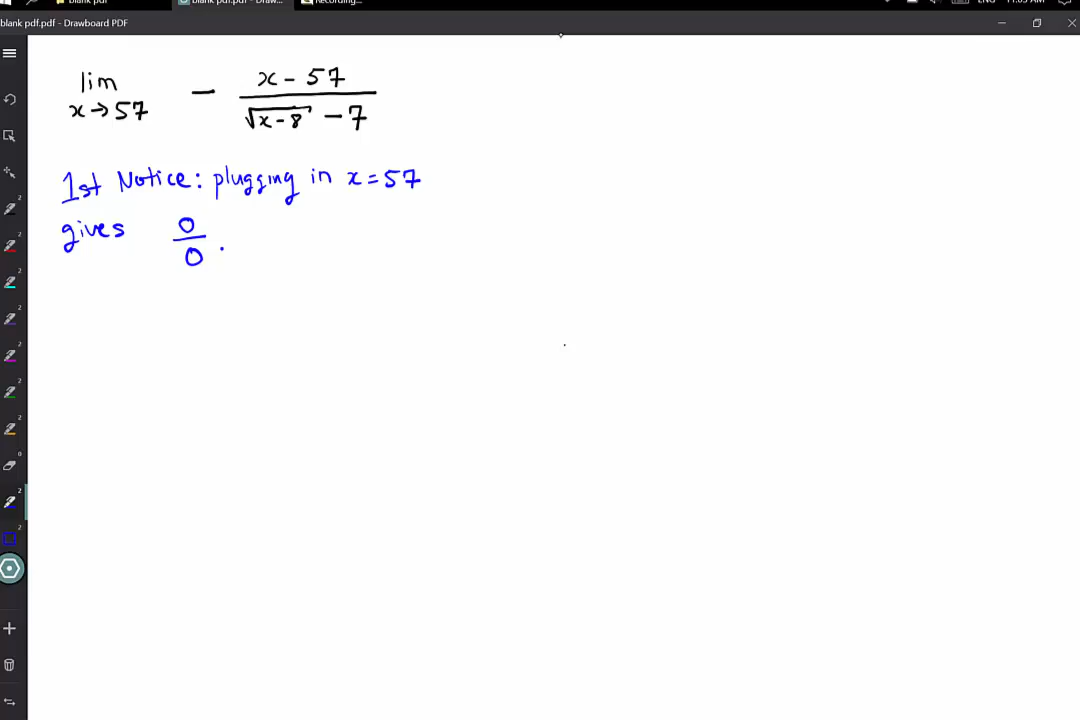 blank pdf.pdf - Drawboard PDF
lim x→57 − (x − 57)/(√(x−8) − 7)
1st Notice: plugging in x = 57
gives 0/0.